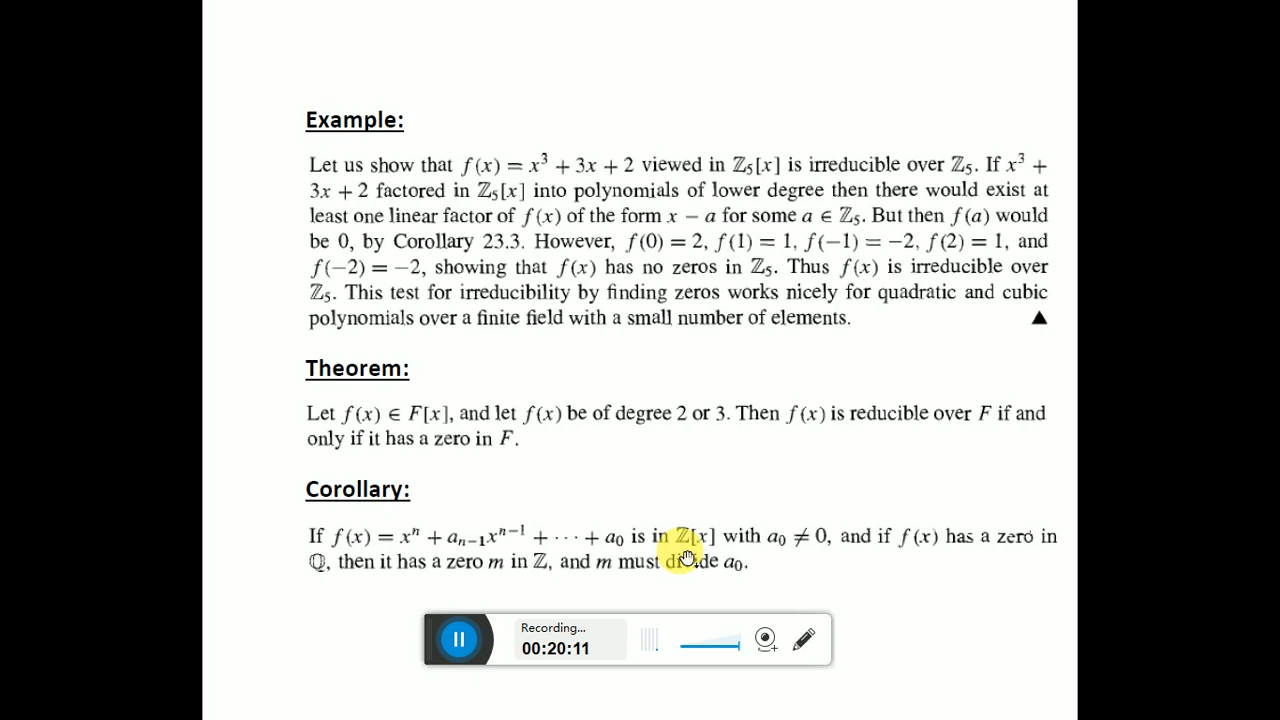 Example:
Let us show that f(x) = x³ + 3x + 2 viewed in ℤ₅[x] is irreducible over ℤ₅. If x³ +
3x + 2 factored in ℤ₅[x] into polynomials of lower degree then there would exist at
least one linear factor of f(x) of the form x − a for some a ∈ ℤ₅. But then f(a) would
be 0, by Corollary 23.3. However, f(0) = 2, f(1) = 1, f(−1) = −2, f(2) = 1, and
f(−2) = −2, showing that f(x) has no zeros in ℤ₅. Thus f(x) is irreducible over
ℤ₅. This test for irreducibility by finding zeros works nicely for quadratic and cubic
polynomials over a finite field with a small number of elements. ▲
Theorem:
Let f(x) ∈ F[x], and let f(x) be of degree 2 or 3. Then f(x) is reducible over F if and
only if it has a zero in F.
Corollary:
If f(x) = xⁿ + aₙ₋₁xⁿ⁻¹ + ··· + a₀ is in ℤ[x] with a₀ ≠ 0, and if f(x) has a zero in
ℚ, then it has a zero m in ℤ, and m must divide a₀.
Recording...
00:20:11